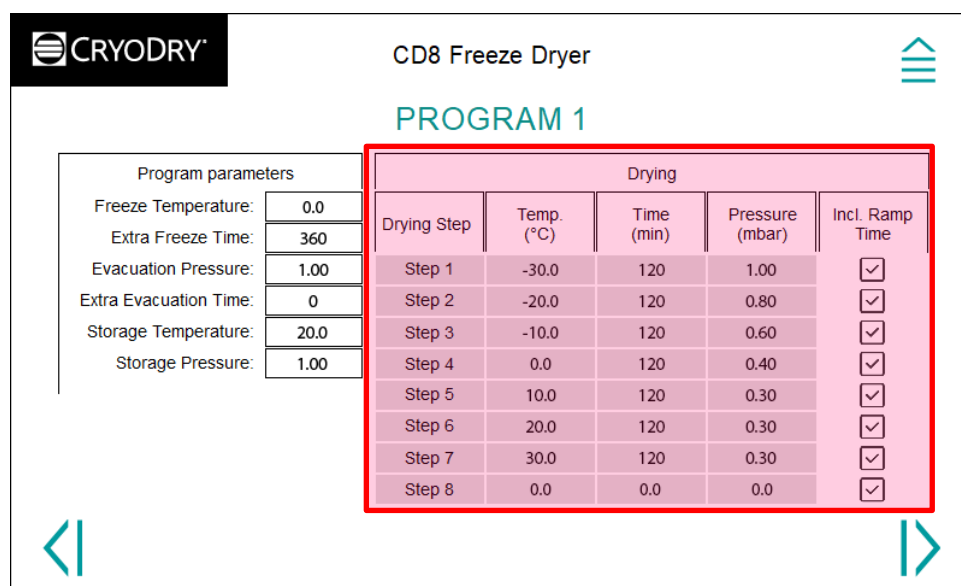 CRYODRY
CD8 Freeze Dryer
PROGRAM 1
Program parameters
Freeze Temperature: 0.0
Extra Freeze Time: 360
Evacuation Pressure: 1.00
Extra Evacuation Time: 0
Storage Temperature: 20.0
Storage Pressure: 1.00
Drying
Drying Step Temp. (°C) Time (min) Pressure (mbar) Incl. Ramp Time
Step 1 -30.0 120 1.00
Step 2 -20.0 120 0.80
Step 3 -10.0 120 0.60
Step 4 0.0 120 0.40
Step 5 10.0 120 0.30
Step 6 20.0 120 0.30
Step 7 30.0 120 0.30
Step 8 0.0 0.0 0.0